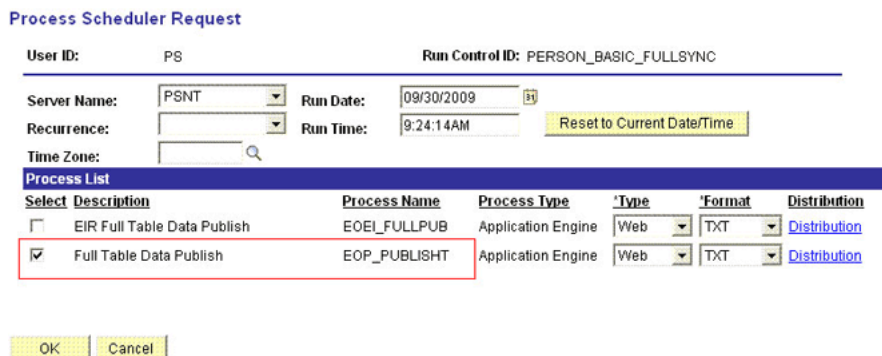 Process Scheduler Request
User ID: PS Run Control ID: PERSON_BASIC_FULLSYNC
Server Name: PSNT Run Date: 09/30/2009 31
Recurrence: Run Time: 9:24:14AM Reset to Current Date/Time
Time Zone:
Process List
Select Description Process Name Process Type *Type *Format Distribution
EIR Full Table Data Publish EOEI_FULLPUB Application Engine Web TXT Distribution
Full Table Data Publish EOP_PUBLISHT Application Engine Web TXT Distribution
OK Cancel